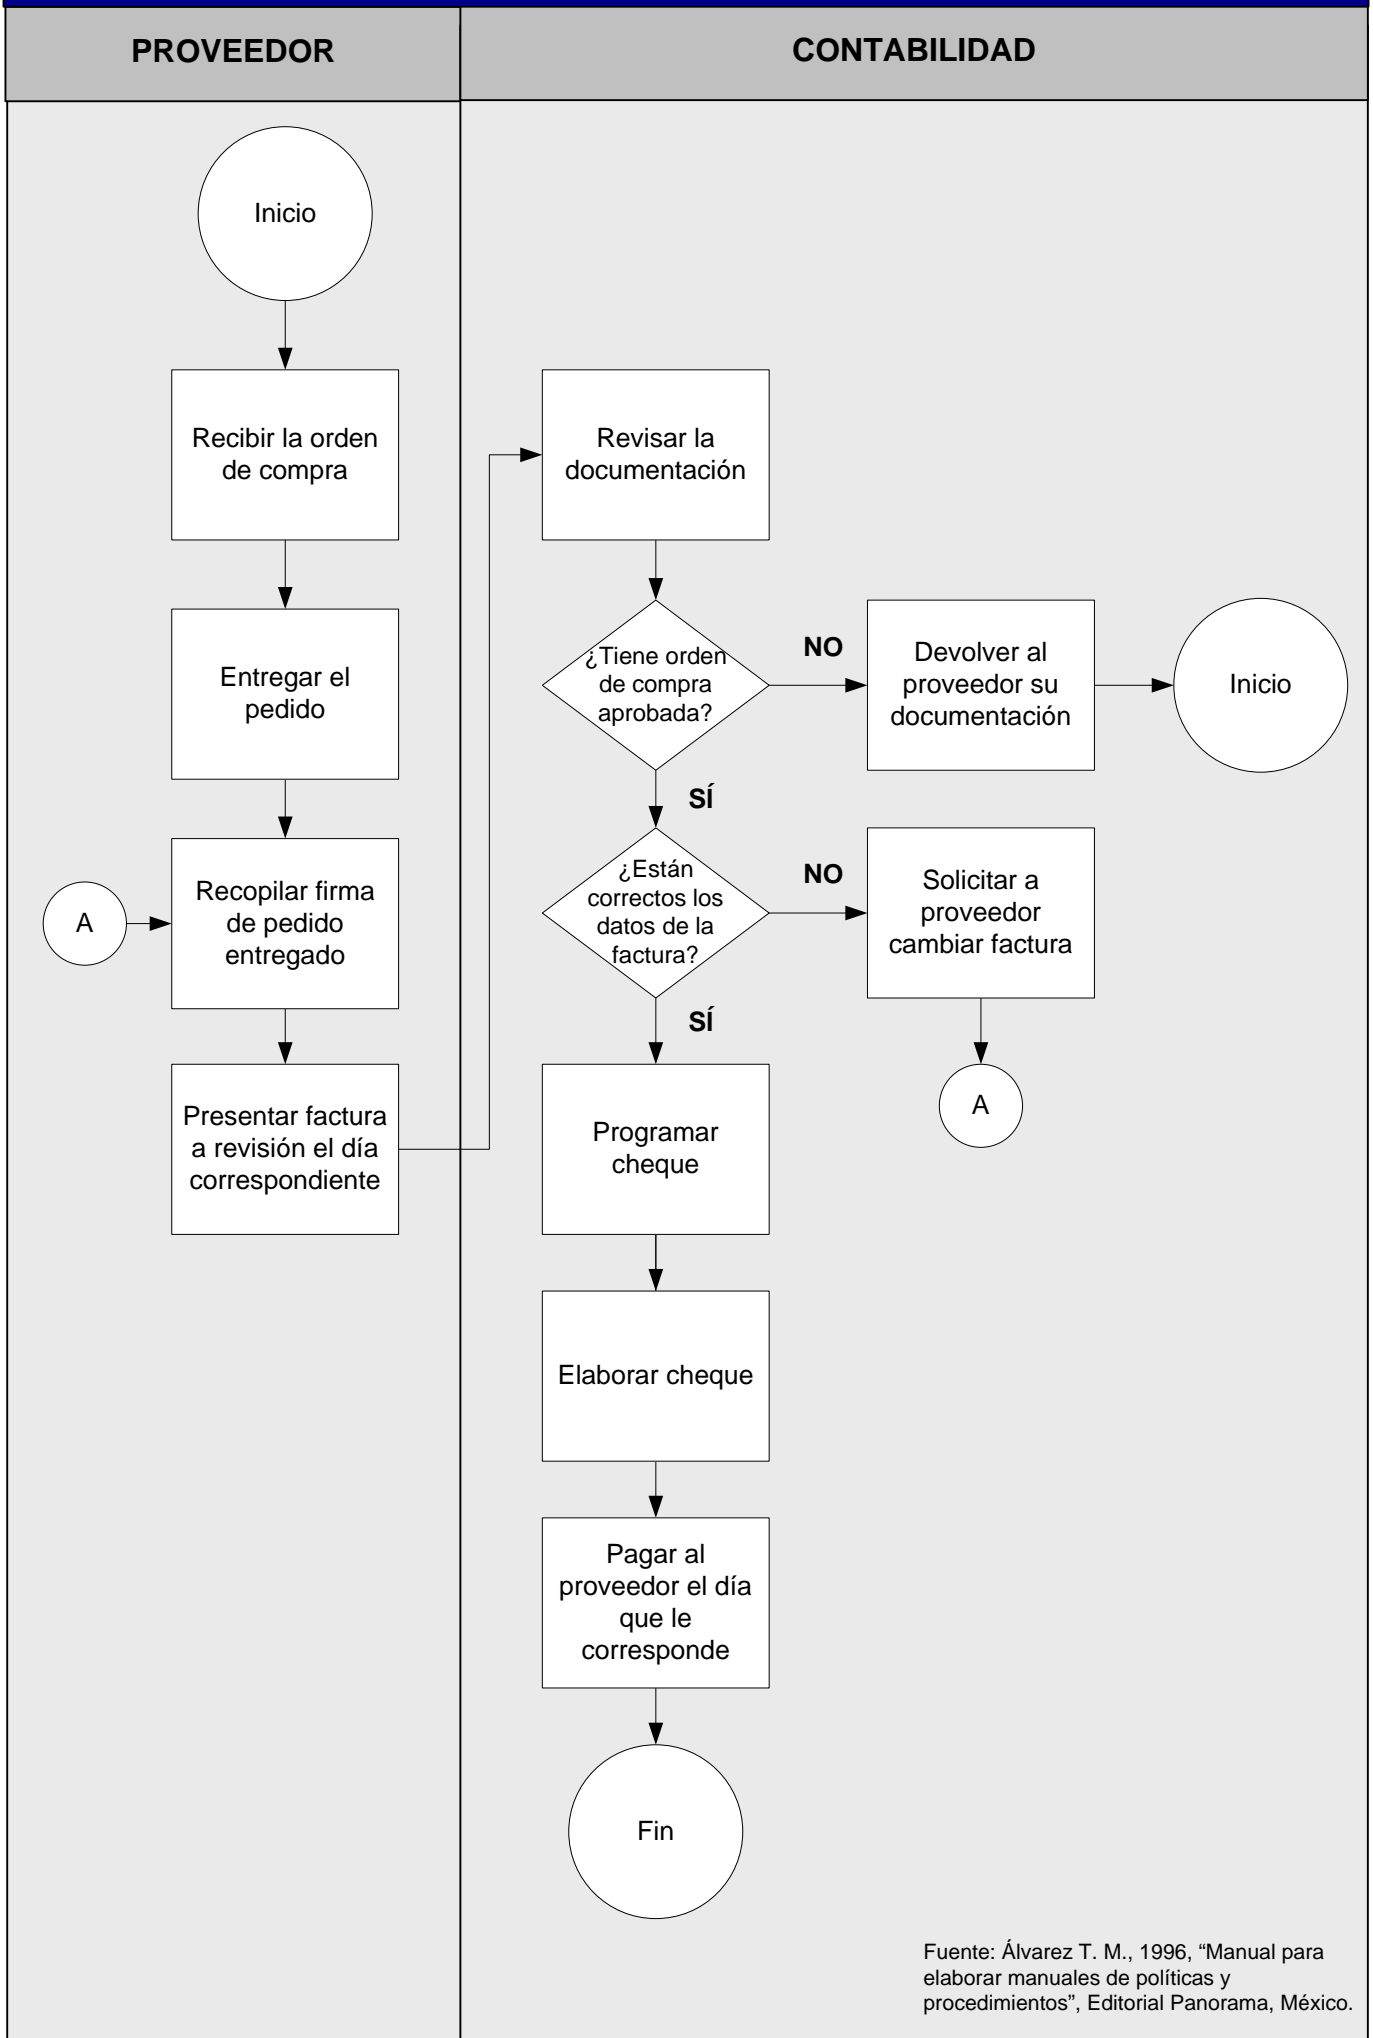 PROVEEDOR
CONTABILIDAD
Inicio
Recibir la orden
de compra
Entregar el
pedido
A
Recopilar firma
de pedido
entregado
Presentar factura
a revisión el día
correspondiente
Revisar la
documentación
¿Tiene orden
de compra
aprobada?
NO
Devolver al
proveedor su
documentación
Inicio
SÍ
¿Están
correctos los
datos de la
factura?
NO
Solicitar a
proveedor
cambiar factura
A
SÍ
Programar
cheque
Elaborar cheque
Pagar al
proveedor el día
que le
corresponde
Fin
Fuente: Álvarez T. M., 1996, “Manual para
elaborar manuales de políticas y
procedimientos”, Editorial Panorama, México.